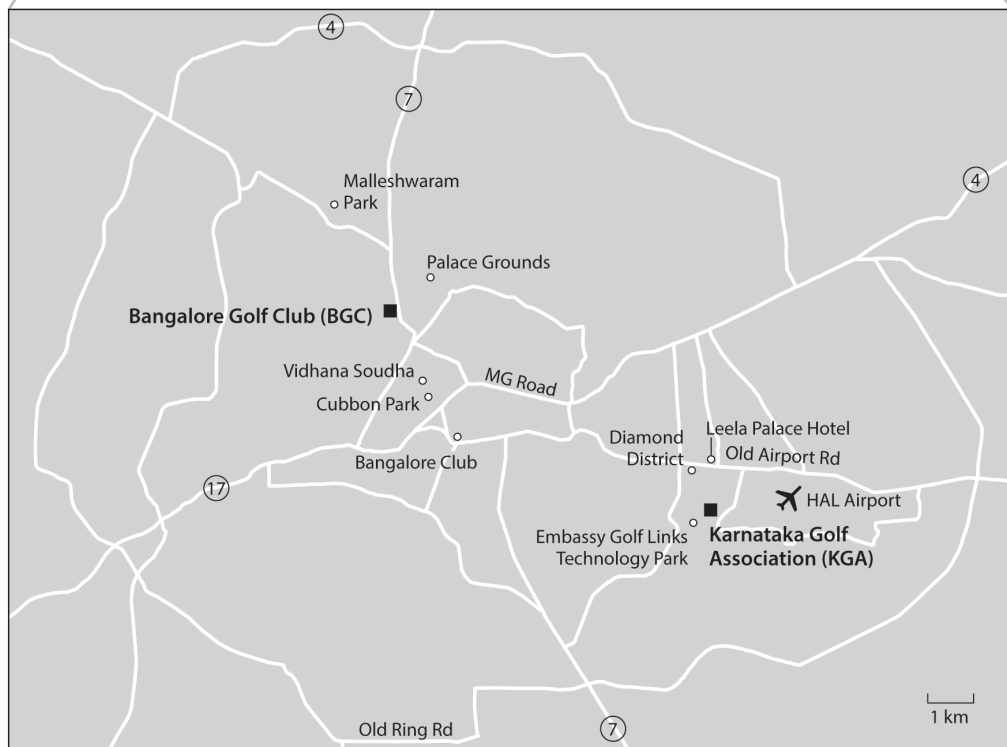 4
7
4
Malleshwaram
Park
Palace Grounds
Bangalore Golf Club (BGC)
Vidhana Soudha
MG Road
Cubbon Park
Bangalore Club
Diamond
District
Leela Palace Hotel
Old Airport Rd
17
HAL Airport
Embassy Golf Links
Technology Park
Karnataka Golf
Association (KGA)
Old Ring Rd
7
1 km